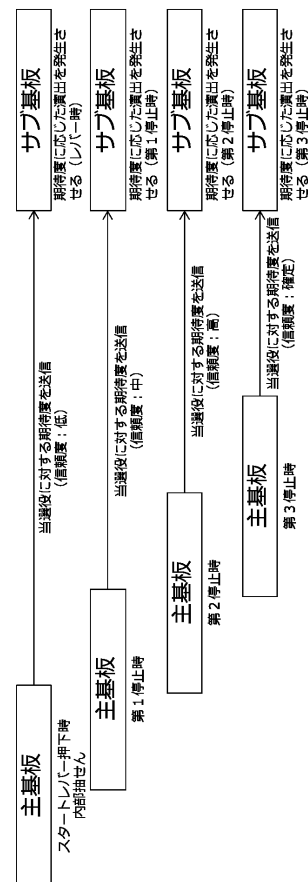 主基板
スタートレバー押下時
内部抽せん
当選役に対する期待度を送信
(信頼度:低)
サブ基板
期待度に応じた演出を発生さ
せる(レバー時)
主基板
第1停止時
当選役に対する期待度を送信
(信頼度:中)
サブ基板
期待度に応じた演出を発生さ
せる(第1停止時)
主基板
第2停止時
当選役に対する期待度を送信
(信頼度:高)
サブ基板
期待度に応じた演出を発生さ
せる(第2停止時)
主基板
第3停止時
当選役に対する期待度を送信
(信頼度:確定)
サブ基板
期待度に応じた演出を発生さ
せる(第3停止時)